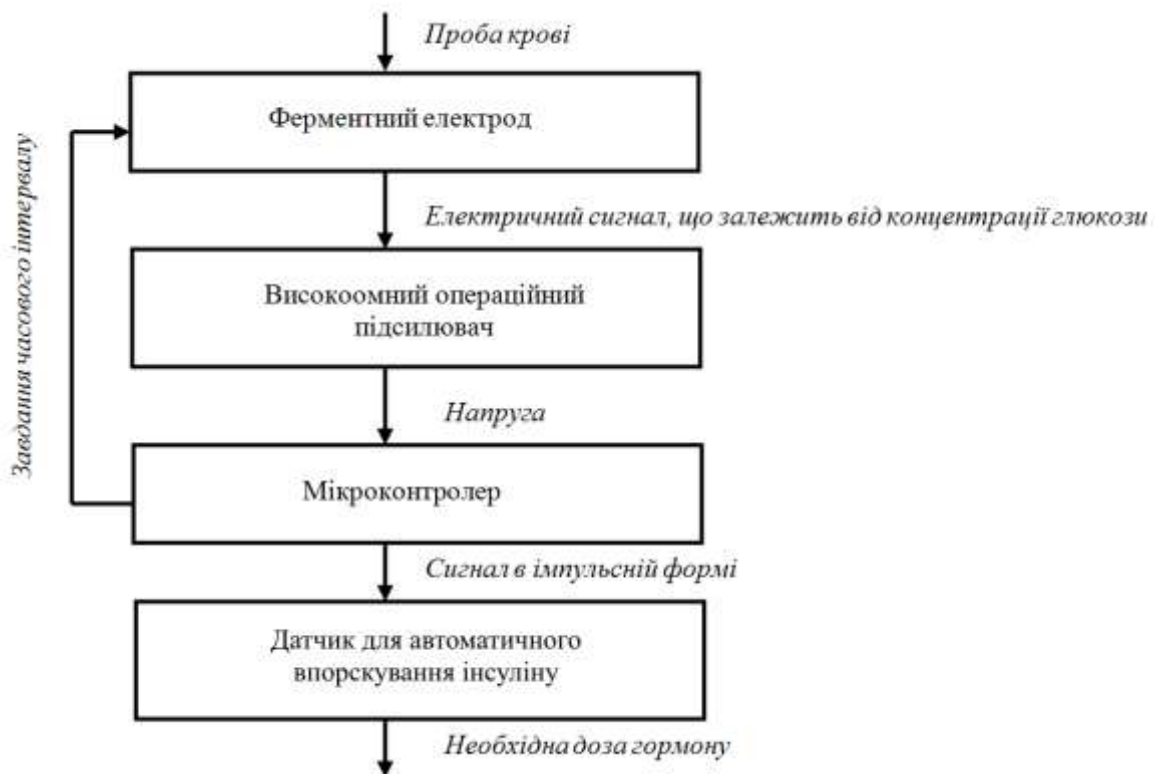 Проба крові
Ферментний електрод
Завдання часового інтервалу
Електричний сигнал, що залежить від концентрації глюкози
Високоомний операційний
підсилювач
Напруга
Мікроконтролер
Сигнал в імпульсній формі
Датчик для автоматичного
впорскування інсуліну
Необхідна доза гормону